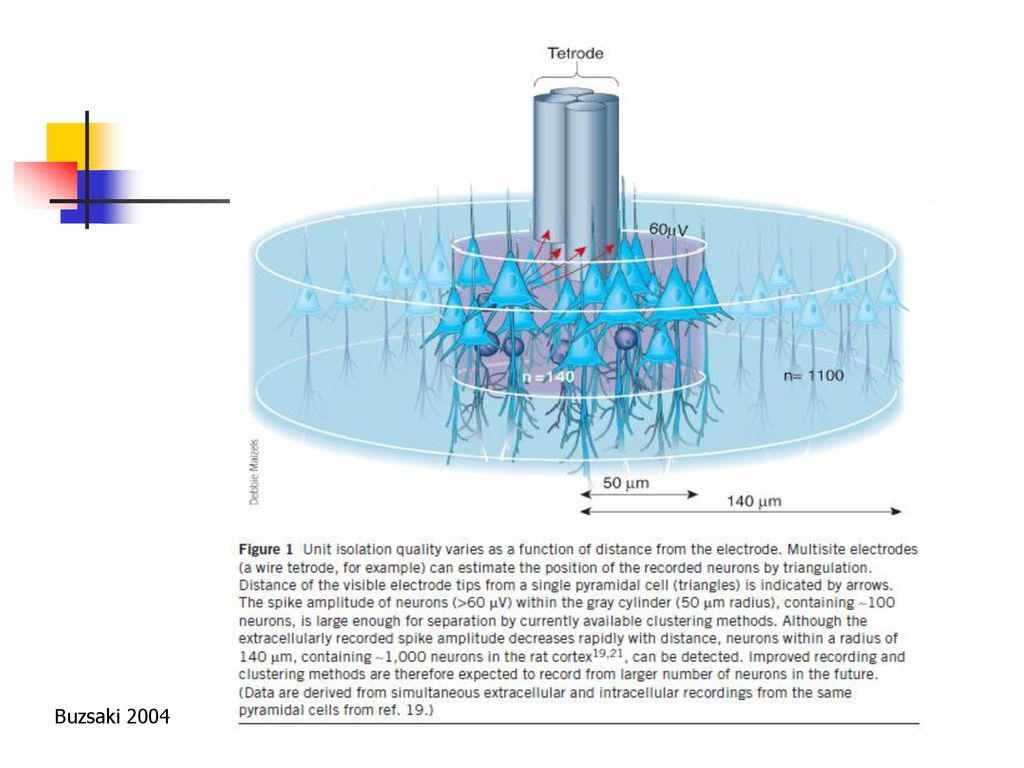 Tetrode
60µV
n =140
n= 1100
Debbie Maizels
50 µm
140 µm
Figure 1 Unit isolation quality varies as a function of distance from the electrode. Multisite electrodes
(a wire tetrode, for example) can estimate the position of the recorded neurons by triangulation.
Distance of the visible electrode tips from a single pyramidal cell (triangles) is indicated by arrows.
The spike amplitude of neurons (>60 µV) within the gray cylinder (50 µm radius), containing ~100
neurons, is large enough for separation by currently available clustering methods. Although the
extracellularly recorded spike amplitude decreases rapidly with distance, neurons within a radius of
140 µm, containing ~1,000 neurons in the rat cortex19,21, can be detected. Improved recording and
clustering methods are therefore expected to record from larger number of neurons in the future.
(Data are derived from simultaneous extracellular and intracellular recordings from the same
pyramidal cells from ref. 19.)
Buzsaki 2004